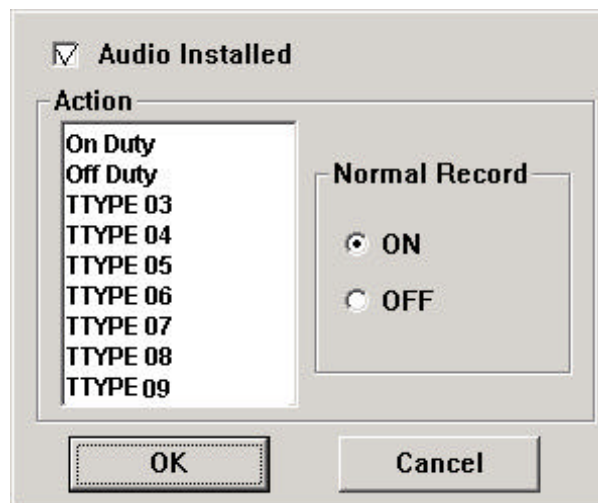 Audio Installed
Action
On Duty
Off Duty
TTYPE 03
TTYPE 04
TTYPE 05
TTYPE 06
TTYPE 07
TTYPE 08
TTYPE 09
Normal Record
ON
OFF
OK
Cancel